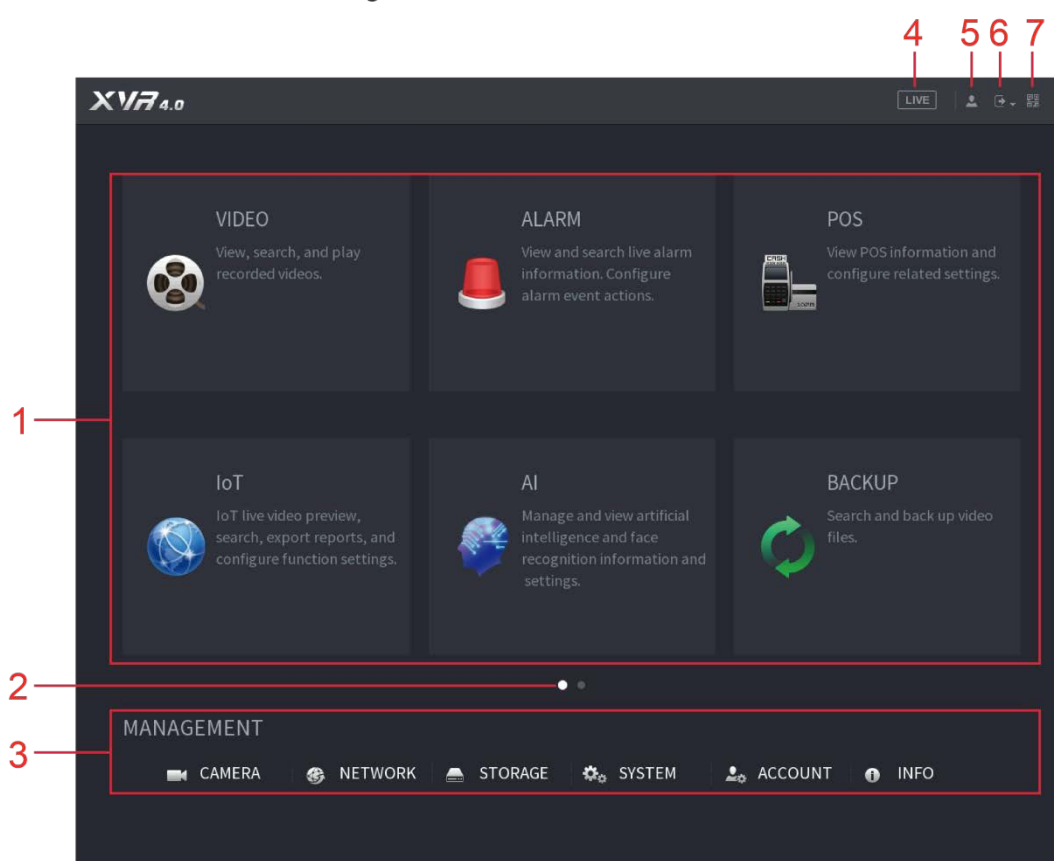 4 5 6 7
XVR 4.0
LIVE
VIDEO
View, search, and play
recorded videos.
ALARM
View and search live alarm
information. Configure
alarm event actions.
POS
View POS information and
configure related settings.
CASH
1
IoT
IoT live video preview,
search, export reports, and
configure function settings.
AI
Manage and view artificial
intelligence and face
recognition information and
settings.
BACKUP
Search and back up video
files.
2
MANAGEMENT
3
CAMERA NETWORK STORAGE SYSTEM ACCOUNT INFO